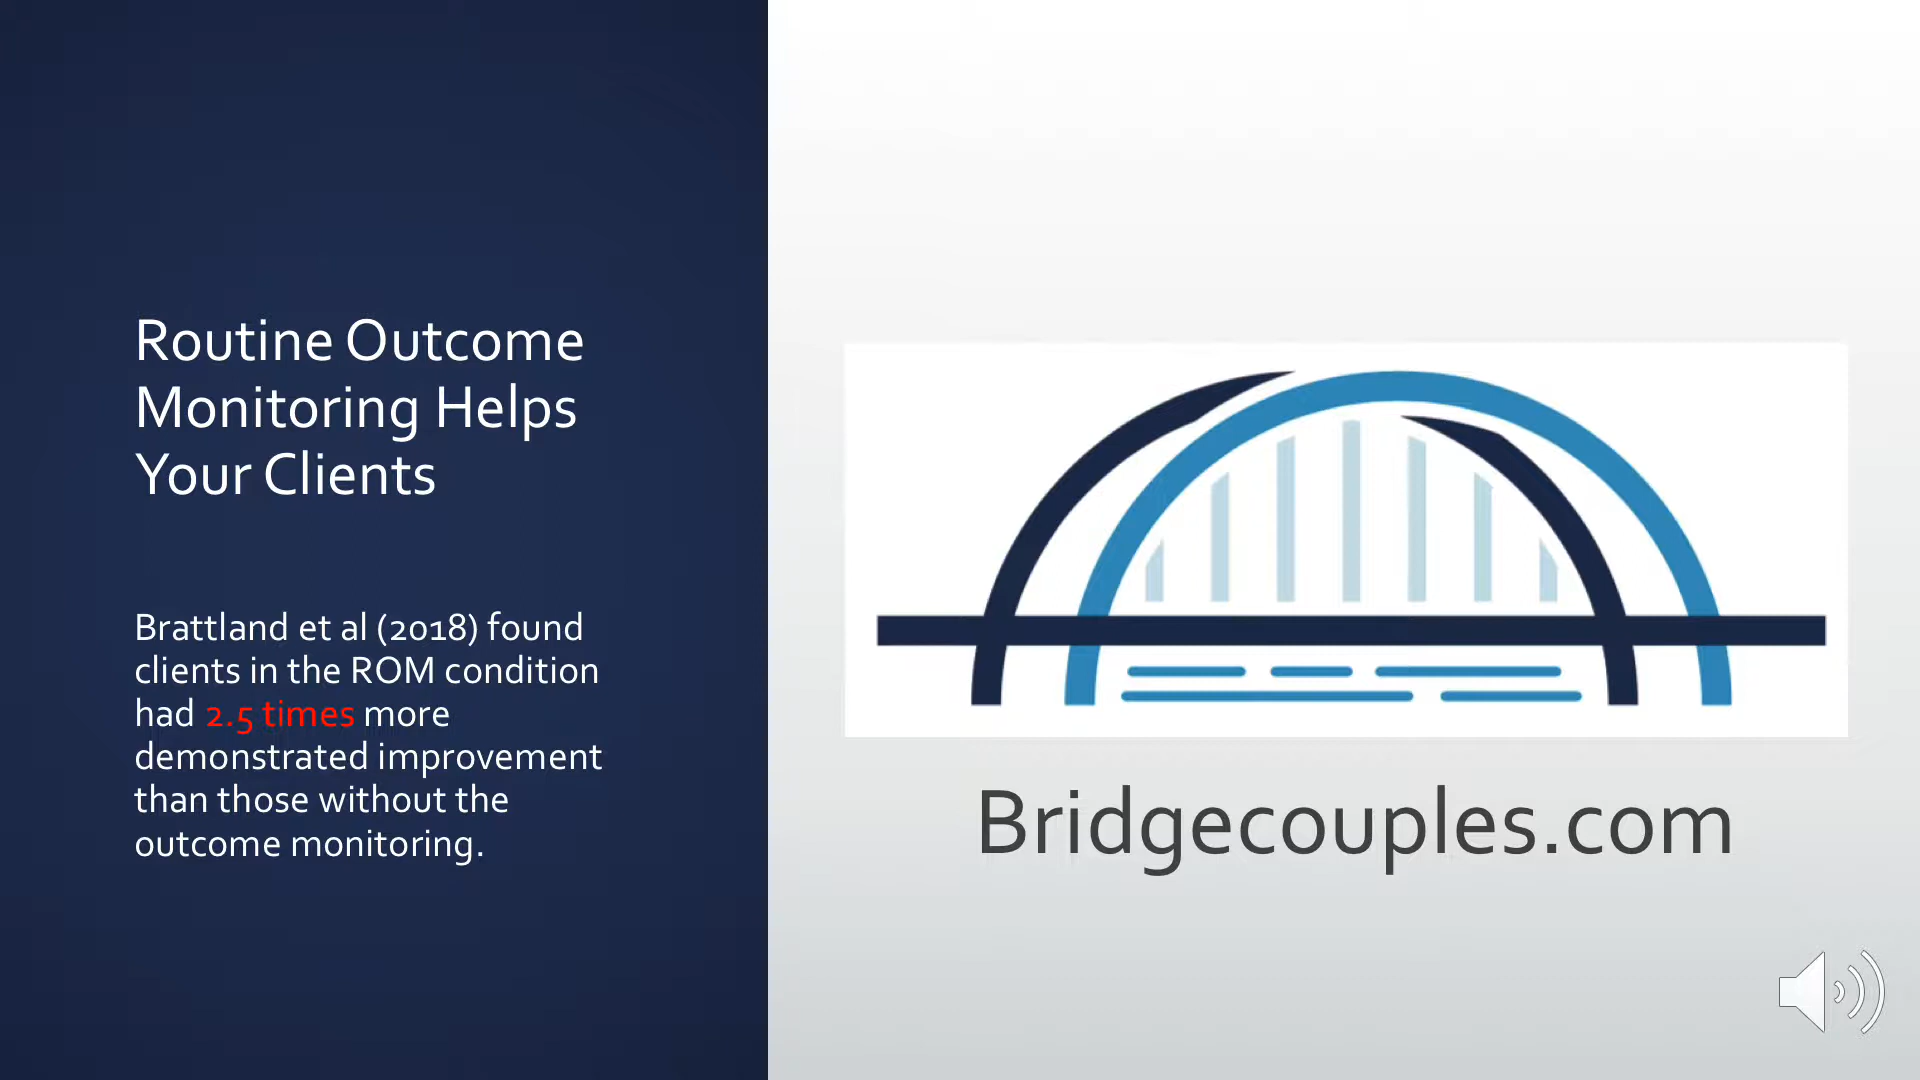 Routine Outcome
Monitoring Helps
Your Clients
Brattland et al (2018) found
clients in the ROM condition
had 2.5 times more
demonstrated improvement
than those without the
outcome monitoring.
Bridgecouples.com